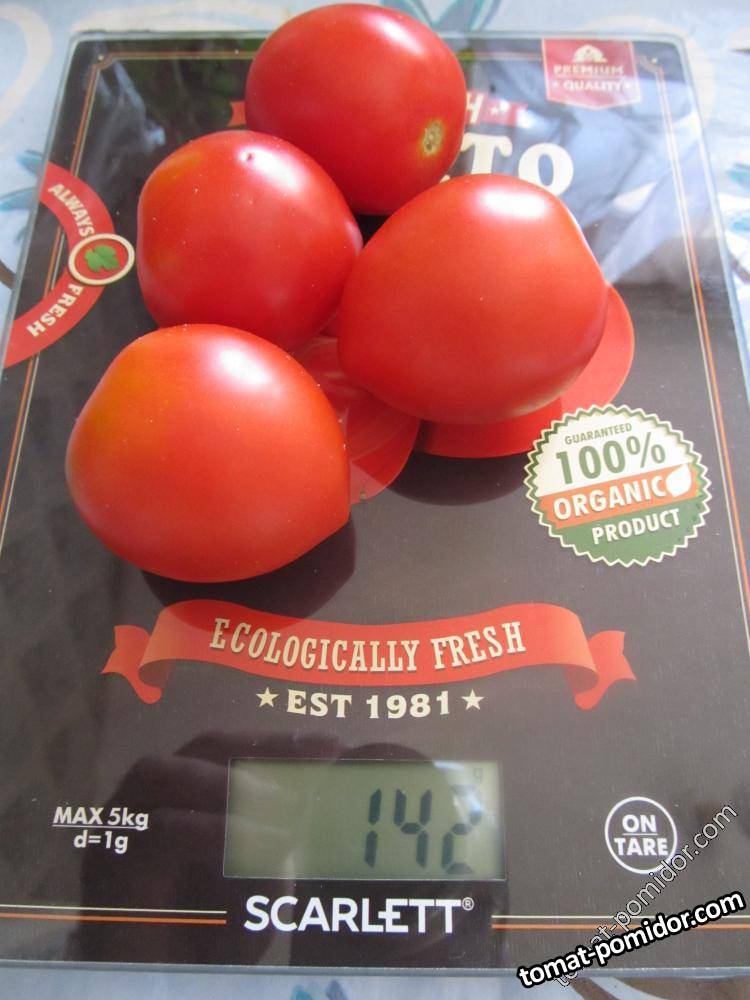 PREMIUM
QUALITY
ALWAYS
FRESH
GUARANTEED
100%
ORGANIC
PRODUCT
ECOLOGICALLY FRESH
EST 1981
142
g
MAX 5kg
d=1g
ON
TARE
SCARLETT®
tomat-pomidor.com
tomat-pomidor.com